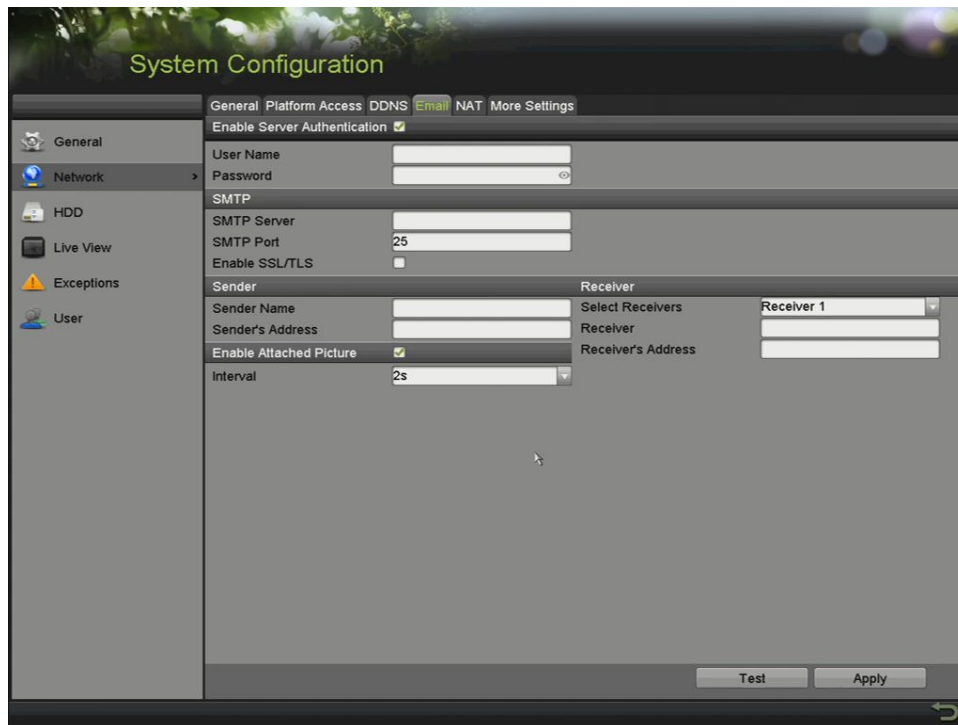 System Configuration
General Platform Access DDNS Email NAT More Settings
General
Network
HDD
Live View
Exceptions
User
Enable Server Authentication
User Name
Password
SMTP
SMTP Server
SMTP Port 25
Enable SSL/TLS
Sender
Sender Name
Sender's Address
Enable Attached Picture
Interval 2s
Receiver
Select Receivers Receiver 1
Receiver
Receiver's Address
Test Apply